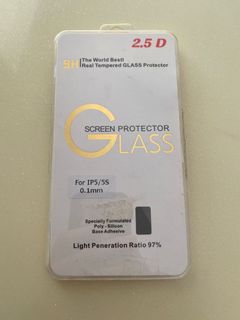 2.5 D
9H The World Best!
Real Tempered GLASS Protector
SCREEN PROTECTOR
GLASS
For IP5/5S
0.1mm
Specially Formulated
Poly - Silicon
Base Adhesive
Light Peneration Ratio 97%